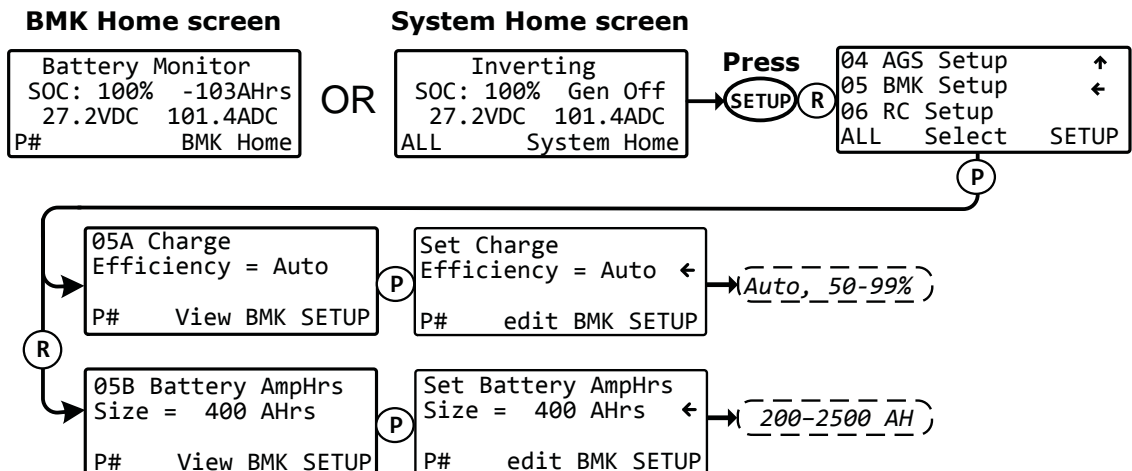 BMK Home screen
Battery Monitor
SOC: 100% -103AHrs
27.2VDC 101.4ADC
P# BMK Home
OR
System Home screen
Inverting
SOC: 100% Gen Off
27.2VDC 101.4ADC
ALL System Home
Press
SETUP R
04 AGS Setup ↑
05 BMK Setup ←
06 RC Setup
ALL Select SETUP
P
R
05A Charge
Efficiency = Auto
P# View BMK SETUP
P
Set Charge
Efficiency = Auto ←
P# edit BMK SETUP
Auto, 50-99%
05B Battery AmpHrs
Size = 400 AHrs
P# View BMK SETUP
P
Set Battery AmpHrs
Size = 400 AHrs ←
P# edit BMK SETUP
200–2500 AH